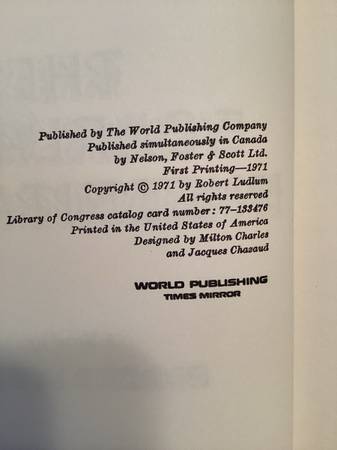 Published by The World Publishing Company
Published simultaneously in Canada
by Nelson, Foster & Scott Ltd.
First Printing—1971
Copyright © 1971 by Robert Ludlum
All rights reserved
Library of Congress catalog card number: 77-133476
Printed in the United States of America
Designed by Milton Charles
and Jacques Chazaud
WORLD PUBLISHING
TIMES MIRROR